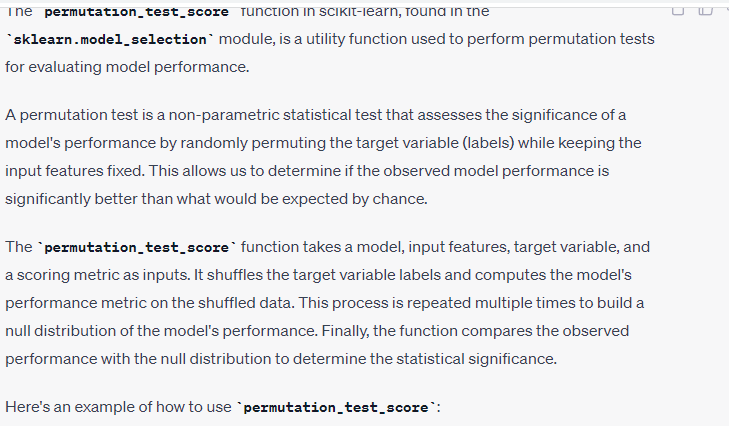 The `permutation_test_score` function in scikit-learn, found in the
`sklearn.model_selection` module, is a utility function used to perform permutation tests
for evaluating model performance.
A permutation test is a non-parametric statistical test that assesses the significance of a
model's performance by randomly permuting the target variable (labels) while keeping the
input features fixed. This allows us to determine if the observed model performance is
significantly better than what would be expected by chance.
The `permutation_test_score` function takes a model, input features, target variable, and
a scoring metric as inputs. It shuffles the target variable labels and computes the model's
performance metric on the shuffled data. This process is repeated multiple times to build a
null distribution of the model's performance. Finally, the function compares the observed
performance with the null distribution to determine the statistical significance.
Here's an example of how to use `permutation_test_score`: